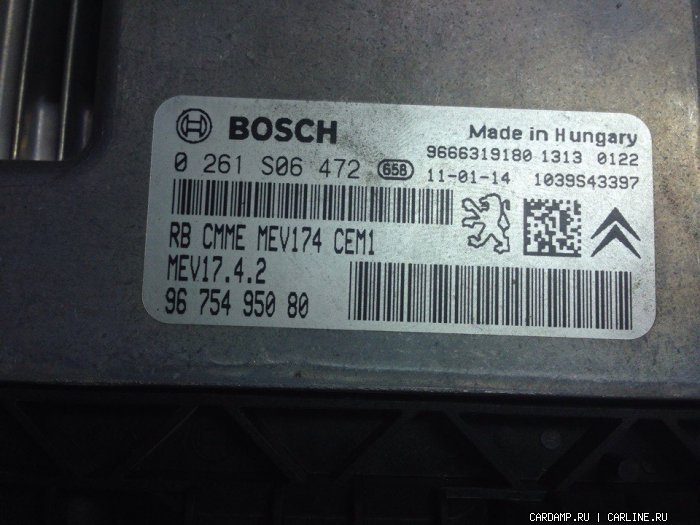 BOSCH
Made in Hungary
9666319180 1313 0122
0 261 S06 472 658 11-01-14 1039S43397
RB CMME MEV174 CEM1
MEV17.4.2
96 754 950 80
CARDAMP.RU | CARLINE.RU